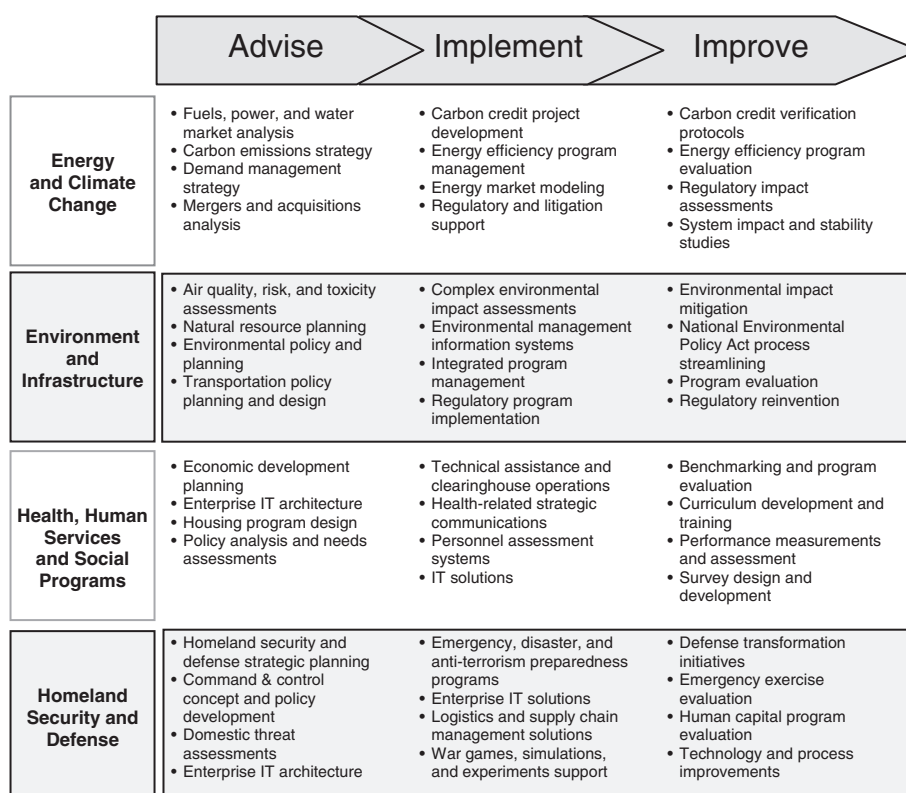 Advise
Implement
Improve
Energy
and Climate
Change
• Fuels, power, and water
market analysis
• Carbon emissions strategy
• Demand management
strategy
• Mergers and acquisitions
analysis
• Carbon credit project
development
• Energy efficiency program
management
• Energy market modeling
• Regulatory and litigation
support
• Carbon credit verification
protocols
• Energy efficiency program
evaluation
• Regulatory impact
assessments
• System impact and stability
studies
Environment
and
Infrastructure
• Air quality, risk, and toxicity
assessments
• Natural resource planning
• Environmental policy and
planning
• Transportation policy
planning and design
• Complex environmental
impact assessments
• Environmental management
information systems
• Integrated program
management
• Regulatory program
implementation
• Environmental impact
mitigation
• National Environmental
Policy Act process
streamlining
• Program evaluation
• Regulatory reinvention
Health, Human
Services
and Social
Programs
• Economic development
planning
• Enterprise IT architecture
• Housing program design
• Policy analysis and needs
assessments
• Technical assistance and
clearinghouse operations
• Health-related strategic
communications
• Personnel assessment
systems
• IT solutions
• Benchmarking and program
evaluation
• Curriculum development and
training
• Performance measurements
and assessment
• Survey design and
development
Homeland
Security and
Defense
• Homeland security and
defense strategic planning
• Command & control
concept and policy
development
• Domestic threat
assessments
• Enterprise IT architecture
• Emergency, disaster, and
anti-terrorism preparedness
programs
• Enterprise IT solutions
• Logistics and supply chain
management solutions
• War games, simulations,
and experiments support
• Defense transformation
initiatives
• Emergency exercise
evaluation
• Human capital program
evaluation
• Technology and process
improvements